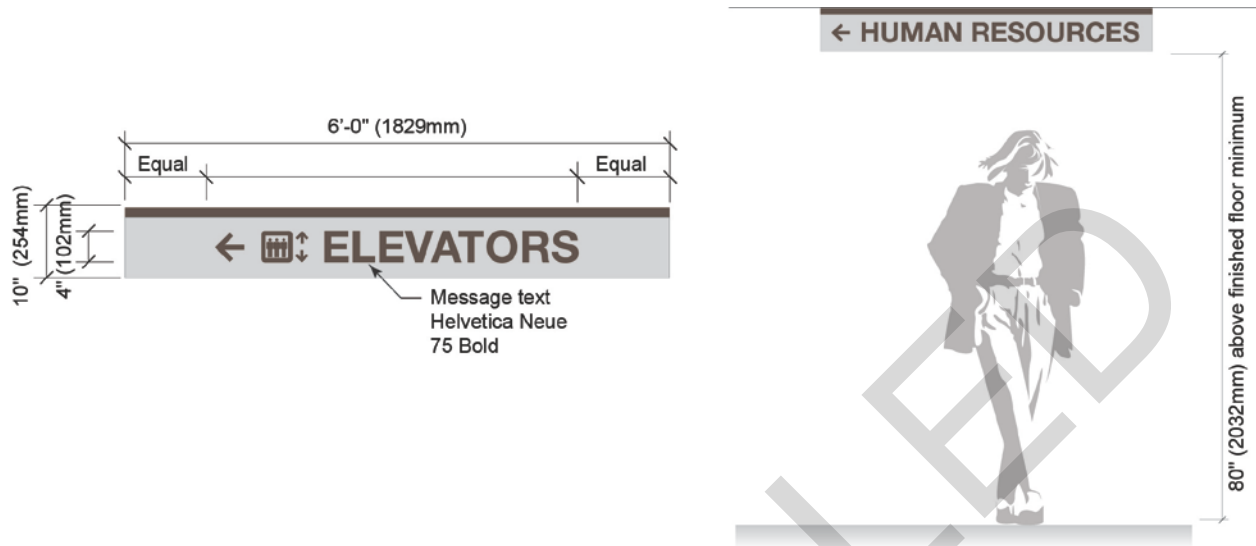 6'-0" (1829mm)
Equal
Equal
10" (254mm)
4" (102mm)
ELEVATORS
Message text
Helvetica Neue
75 Bold
HUMAN RESOURCES
80" (2032mm) above finished floor minimum
LED